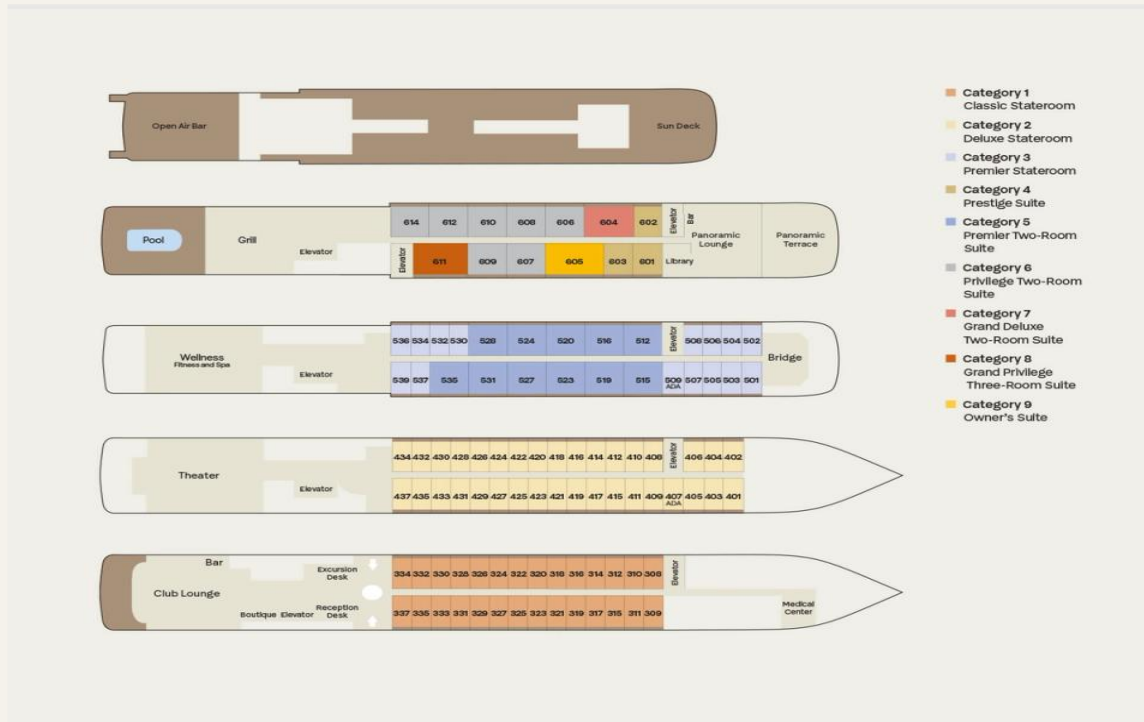 Open Air Bar
Sun Deck
614 612 610 608 606 604 602
Elevator
Bar
Panoramic
Lounge
Panoramic
Terrace
Pool
Grill
Elevator
Elevator
611 609 607 605 603 601
Library
536 534 532 530 528 524 520 516 512
Elevator
508 506 504 502
Wellness
Fitness and Spa
Bridge
Elevator
539 537 535 531 527 523 519 515 509 507 505 503 501
ADA
434 432 430 428 426 424 422 420 418 416 414 412 410 408
Elevator
406 404 402
Theater
Elevator
437 435 433 431 429 427 425 423 421 419 417 415 411 409 407 405 403 401
ADA
Bar
Excursion
Desk
334 332 330 328 326 324 322 320 318 316 314 312 310 308
Elevator
Club Lounge
Boutique Elevator
Reception
Desk
337 335 333 331 329 327 325 323 321 319 317 315 311 309
Medical
Center
Category 1
Classic Stateroom
Category 2
Deluxe Stateroom
Category 3
Premier Stateroom
Category 4
Prestige Suite
Category 5
Premier Two-Room
Suite
Category 6
Privilege Two-Room
Suite
Category 7
Grand Deluxe
Two-Room Suite
Category 8
Grand Privilege
Three-Room Suite
Category 9
Owner's Suite